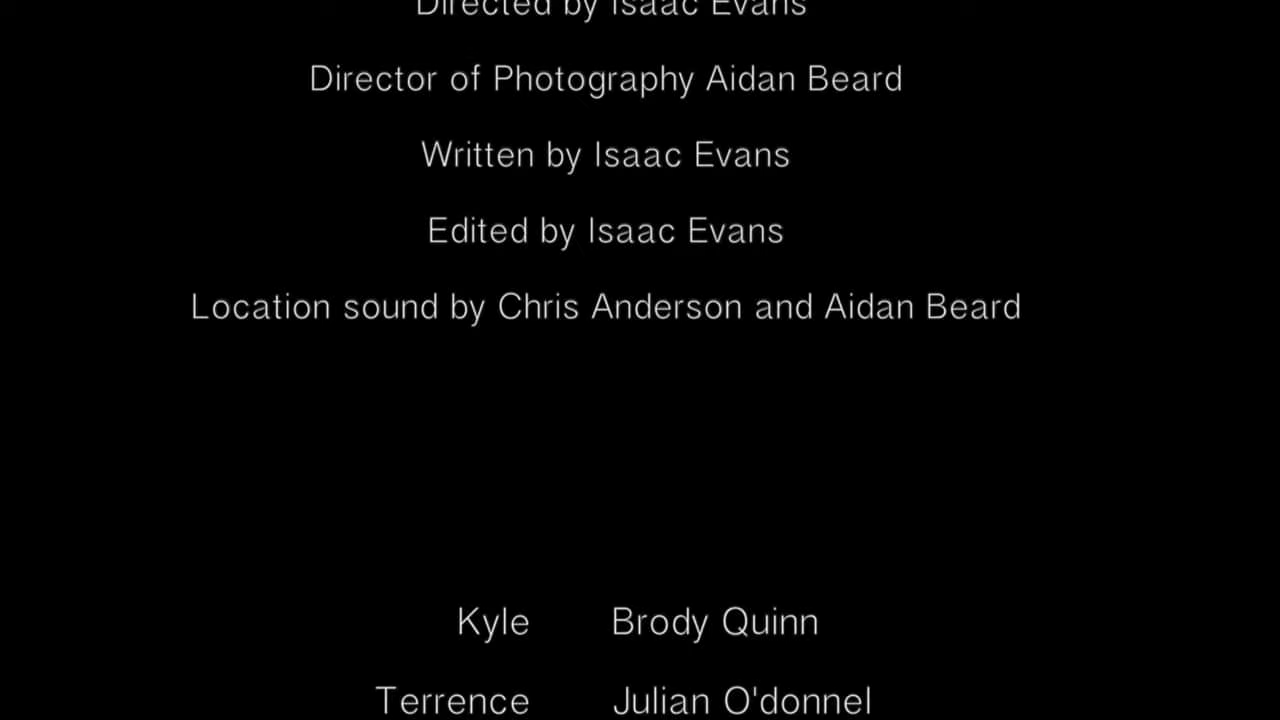 Directed by Isaac Evans
Director of Photography Aidan Beard
Written by Isaac Evans
Edited by Isaac Evans
Location sound by Chris Anderson and Aidan Beard
Kyle Brody Quinn
Terrence Julian O'donnel